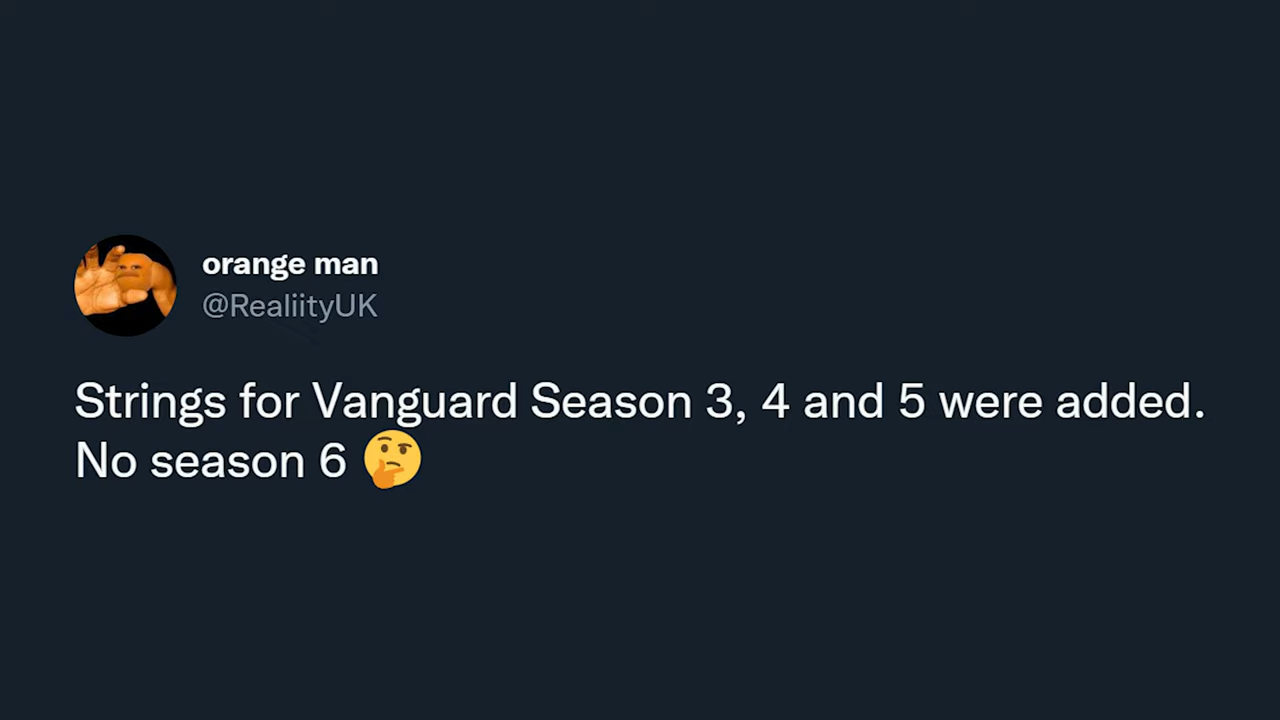 orange man
@RealiityUK
Strings for Vanguard Season 3, 4 and 5 were added.
No season 6 🤔